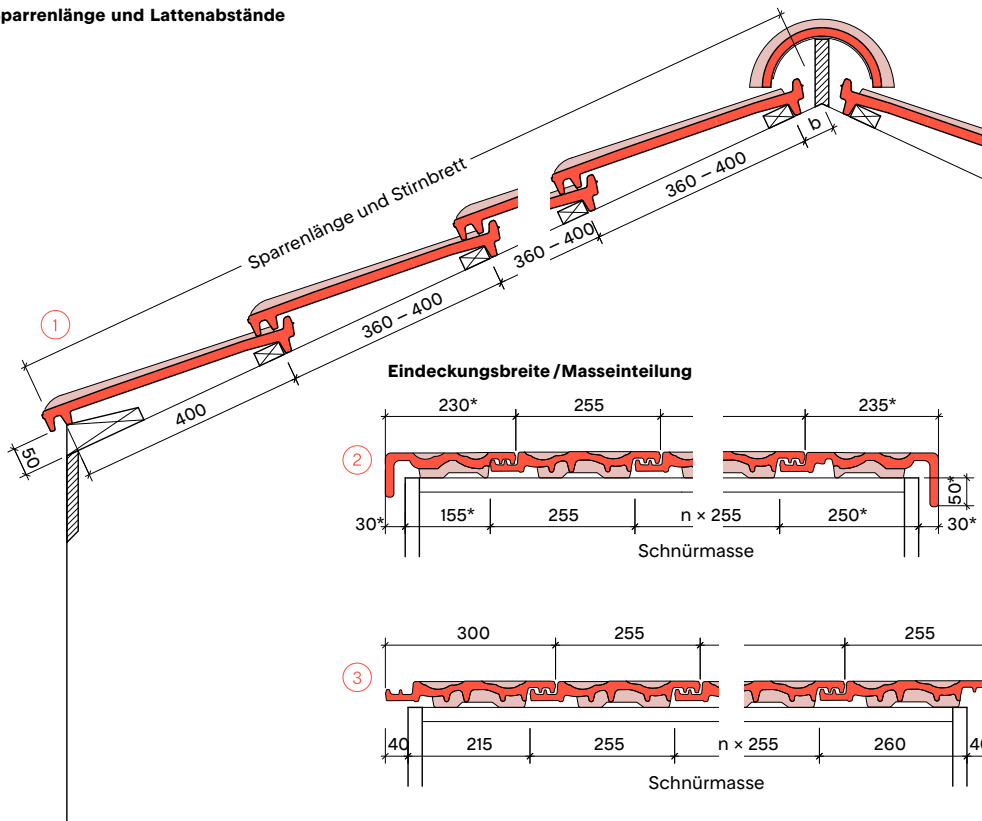 parrenlänge und Lattenabstände
Sparrenlänge und Stirnbrett
b
360 – 400
360 – 400
360 – 400
400
50
1
Eindeckungsbreite/Masseinteilung
230*
255
235*
2
50*
30*
155*
255
n × 255
250*
30*
Schnürmasse
300
255
255
3
40
215
255
n × 255
260
40
Schnürmasse